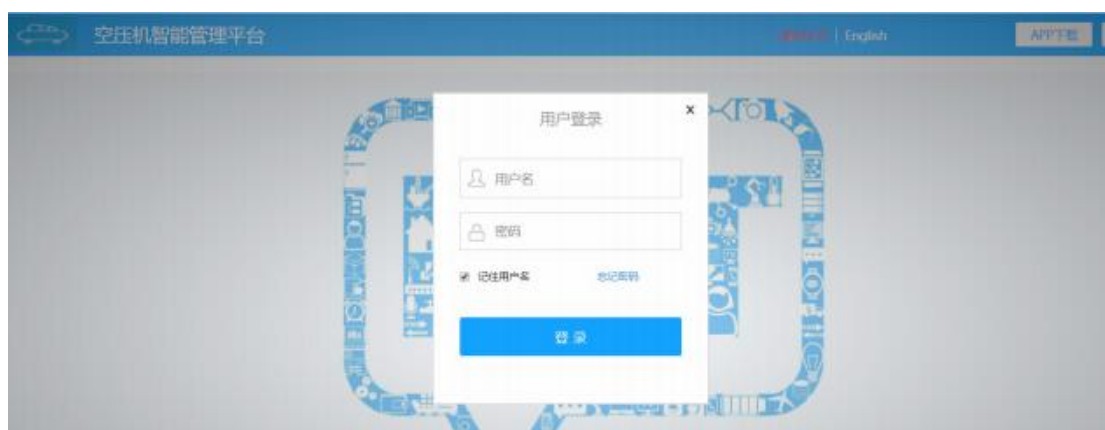 空压机智能管理平台
| English
APP下载
用户登录
x
用户名
密码
记住用户名
忘记密码
登录